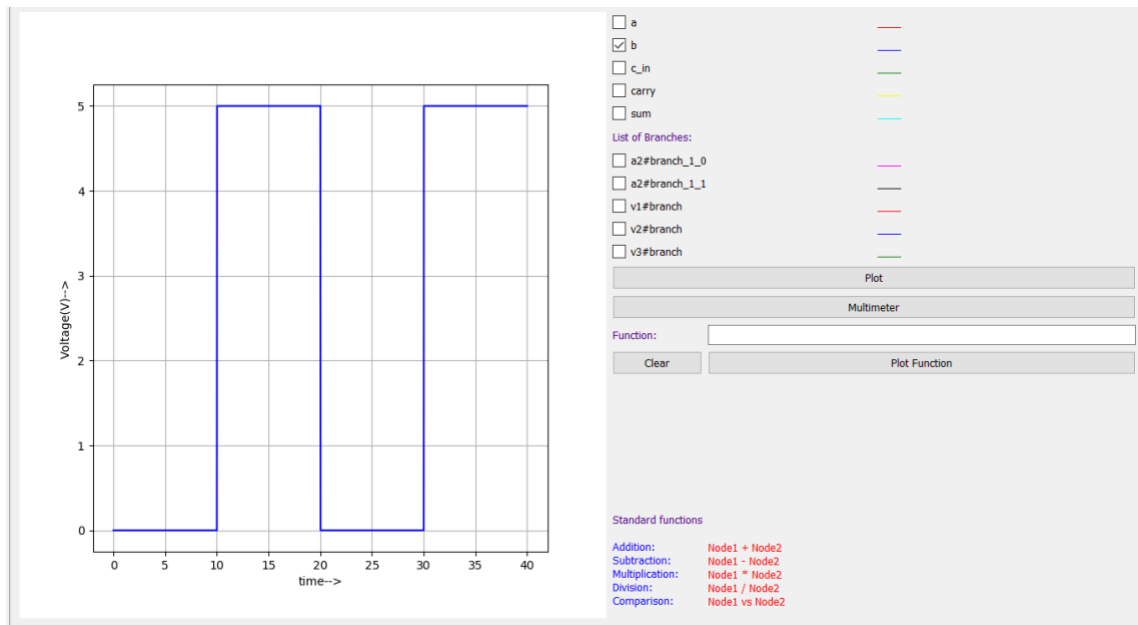 5
4
3
2
1
0
Voltage(V)-->
0 5 10 15 20 25 30 35 40
time-->
a
b
c_in
carry
sum
List of Branches:
a2#branch_1_0
a2#branch_1_1
v1#branch
v2#branch
v3#branch
Plot
Multimeter
Function:
Clear Plot Function
Standard functions
Addition: Node1 + Node2
Subtraction: Node1 - Node2
Multiplication: Node1 * Node2
Division: Node1 / Node2
Comparison: Node1 vs Node2